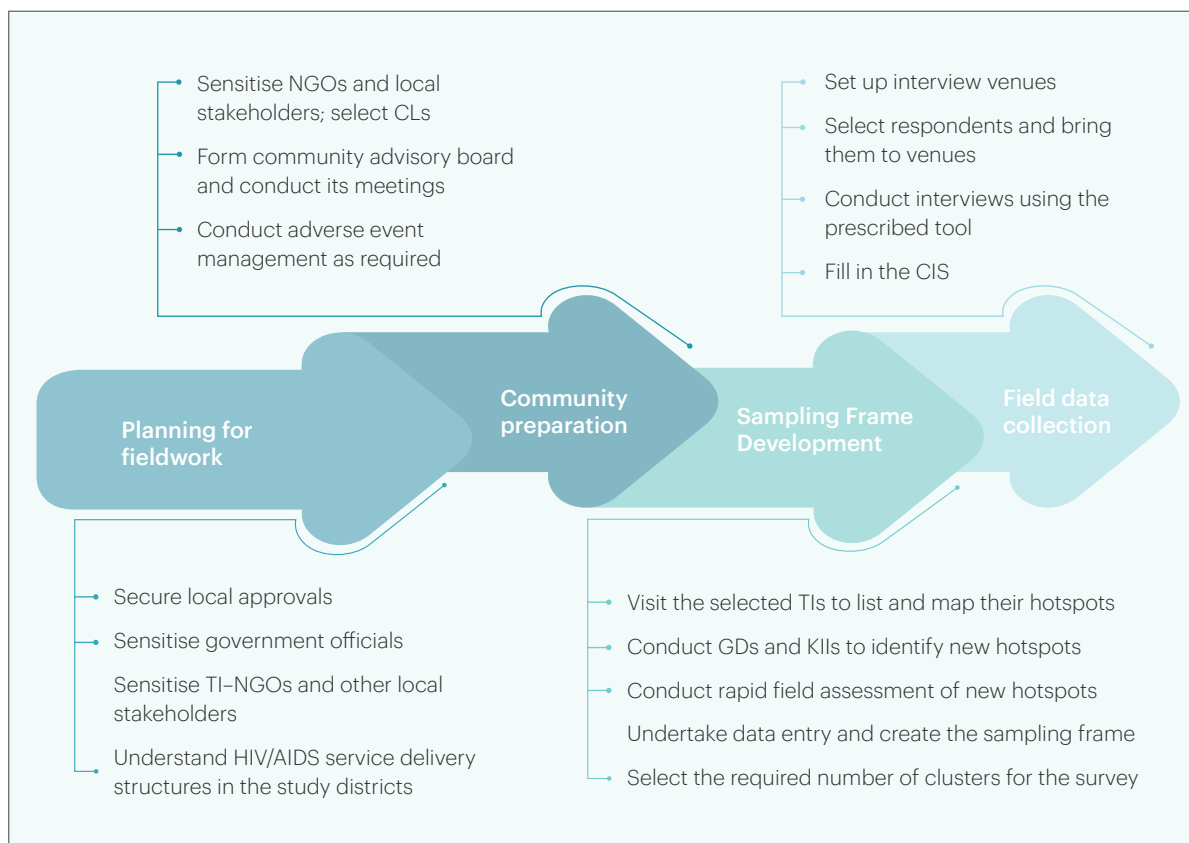 Sensitise NGOs and local
stakeholders; select CLs
Form community advisory board
and conduct its meetings
Conduct adverse event
management as required
Set up interview venues
Select respondents and bring
them to venues
Conduct interviews using the
prescribed tool
Fill in the CIS
Planning for
fieldwork
Community
preparation
Sampling Frame
Development
Field data
collection
Secure local approvals
Sensitise government officials
Sensitise TI–NGOs and other local
stakeholders
Understand HIV/AIDS service delivery
structures in the study districts
Visit the selected TIs to list and map their hotspots
Conduct GDs and KIIs to identify new hotspots
Conduct rapid field assessment of new hotspots
Undertake data entry and create the sampling frame
Select the required number of clusters for the survey